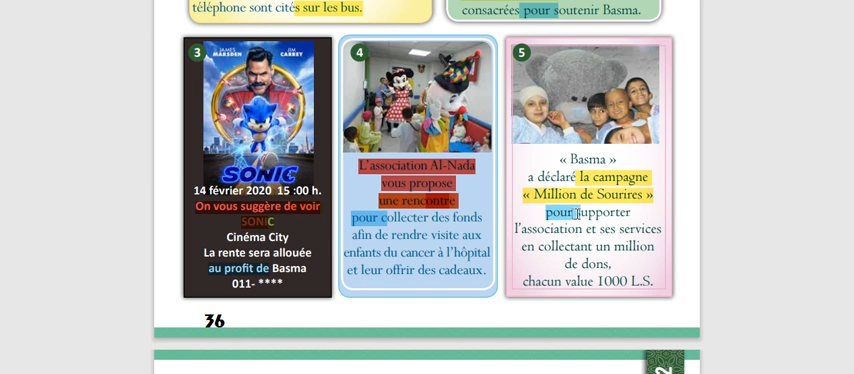 téléphone sont cités sur les bus.
consacrées pour soutenir Basma.
3
JAMES MARSDEN
JIM CARREY
SONIC
14 février 2020 15 :00 h.
On vous suggère de voir
SONIC
Cinéma City
La rente sera allouée
au profit de Basma
011- ****
4
L'association Al-Nada
vous propose
une rencontre
pour collecter des fonds
afin de rendre visite aux
enfants du cancer à l'hôpital
et leur offrir des cadeaux.
5
« Basma »
a déclaré la campagne
« Million de Sourires »
pour supporter
l'association et ses services
en collectant un million
de dons,
chacun value 1000 L.S.
36
2